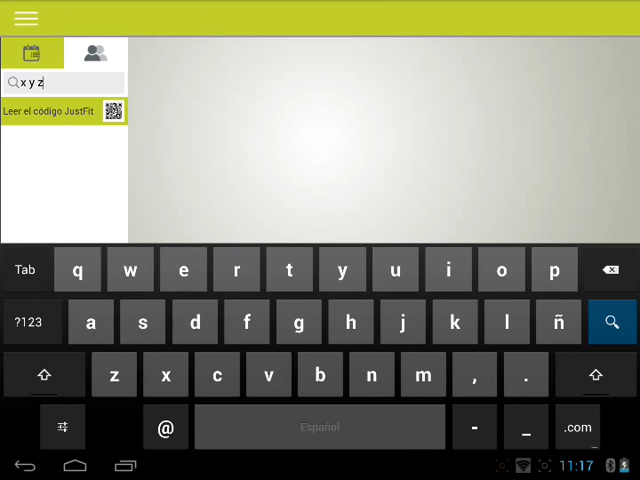 x y z
Leer el código JustFit
Tab q w e r t y u i o p
?123 a s d f g h j k l ñ
z x c v b n m , .
@ Español - _ .com
...
11:17